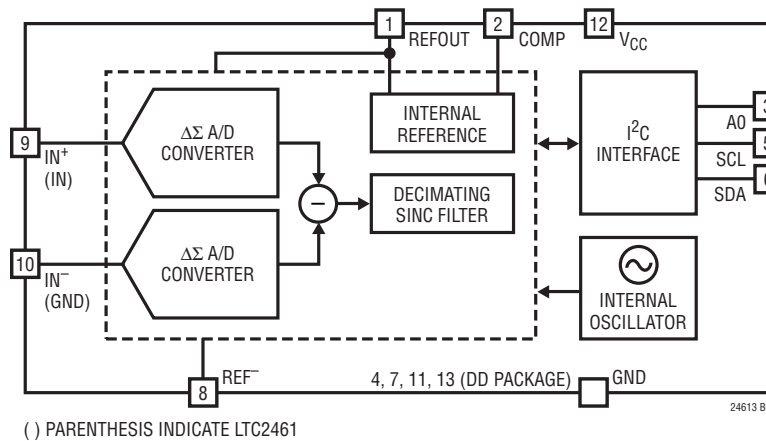 1
REFOUT
2
COMP
12
VCC
9
IN+
(IN)
ΔΣ A/D
CONVERTER
INTERNAL
REFERENCE
I2C
INTERFACE
A0
SCL
SDA
DECIMATING
SINC FILTER
−
10
IN−
(GND)
ΔΣ A/D
CONVERTER
INTERNAL
OSCILLATOR
8
REF−
4, 7, 11, 13 (DD PACKAGE)
GND
24613 B
( ) PARENTHESIS INDICATE LTC2461